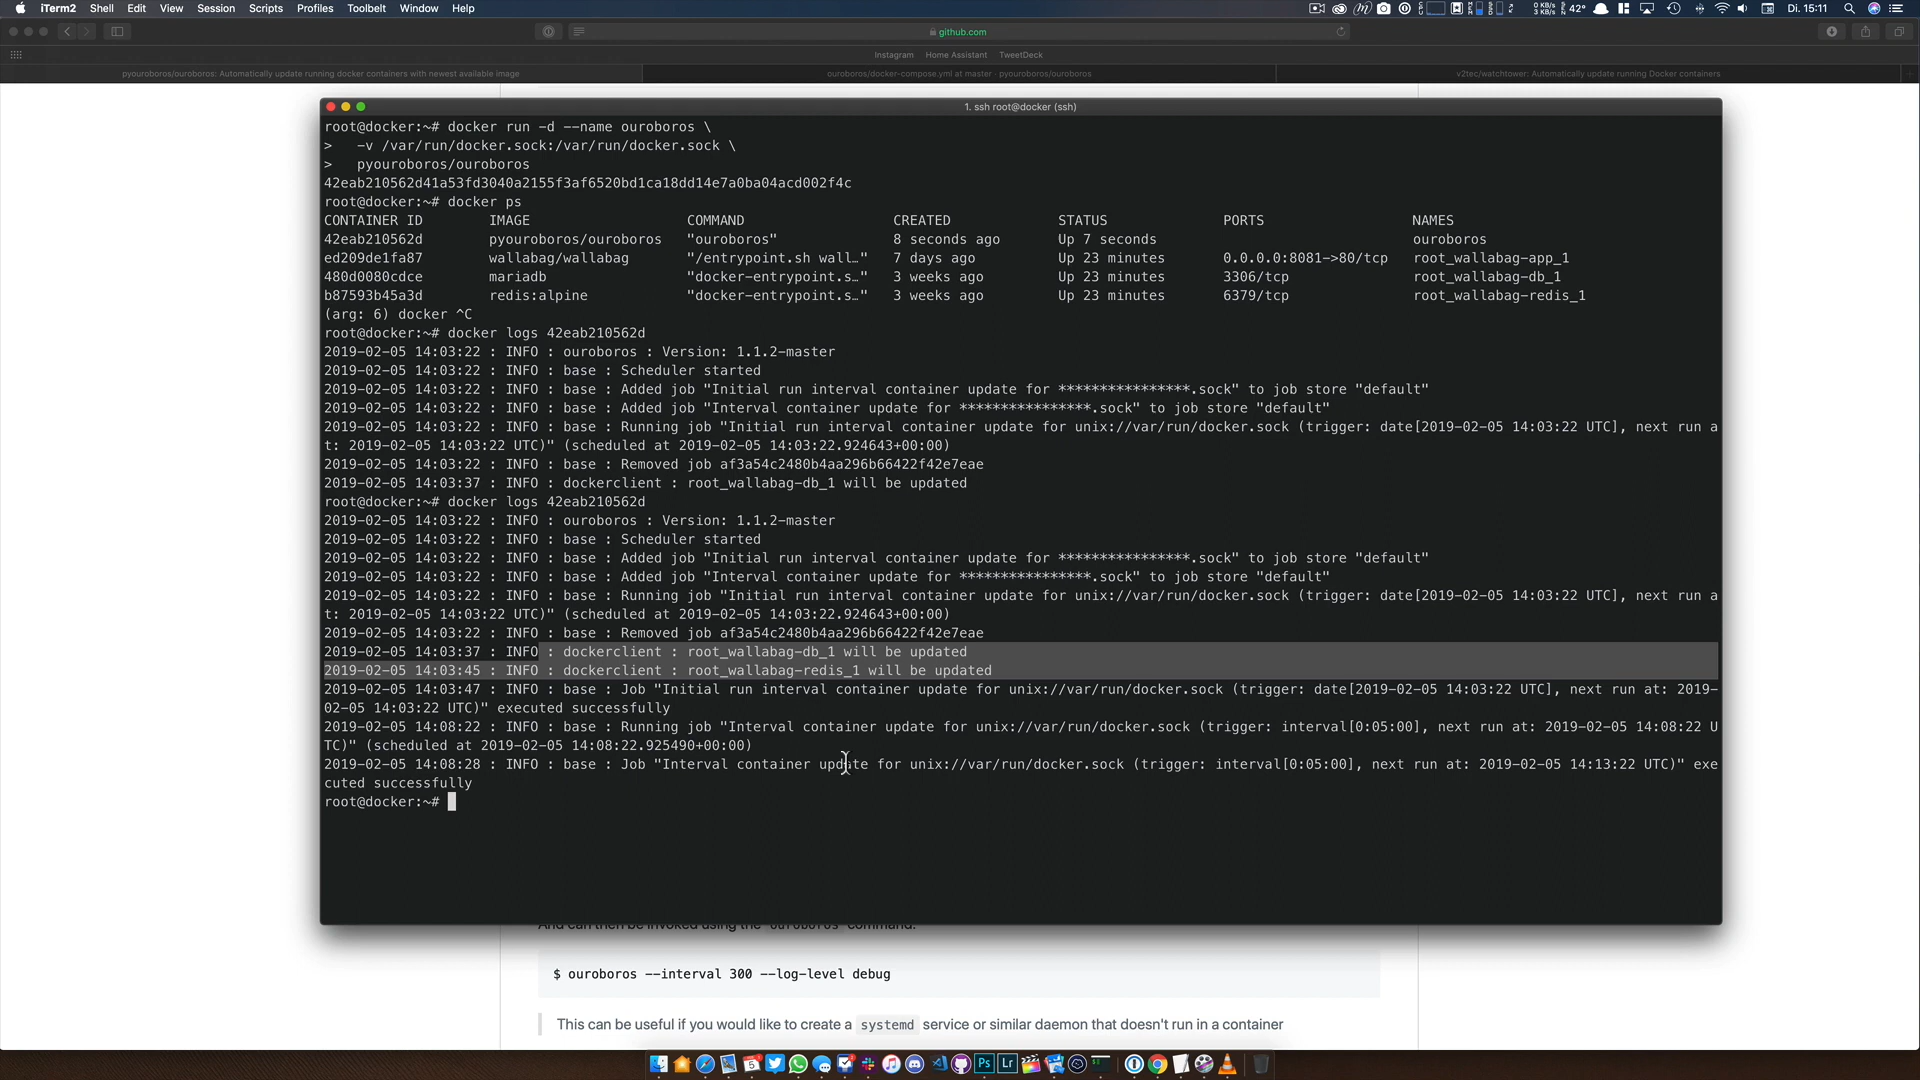 iTerm2 Shell Edit View Session Scripts Profiles Toolbelt Window Help
42° Di. 15:11
github.com
Instagram Home Assistant TweetDeck
pyouroboros/ouroboros: Automatically update running docker containers with newest available image
ouroboros/docker-compose.yml at master · pyouroboros/ouroboros
v2tec/watchtower: Automatically update running Docker containers
1. ssh root@docker (ssh)
root@docker:~# docker run -d --name ouroboros \
>   -v /var/run/docker.sock:/var/run/docker.sock \
>   pyouroboros/ouroboros
42eab210562d41a53fd3040a2155f3af6520bd1ca18dd14e7a0ba04acd002f4c
root@docker:~# docker ps
CONTAINER ID        IMAGE                   COMMAND                  CREATED             STATUS              PORTS                  NAMES
42eab210562d        pyouroboros/ouroboros   "ouroboros"              8 seconds ago       Up 7 seconds                               ouroboros
ed209de1fa87        wallabag/wallabag       "/entrypoint.sh wall…"   7 days ago          Up 23 minutes       0.0.0.0:8081->80/tcp   root_wallabag-app_1
480d0080cdce        mariadb                 "docker-entrypoint.s…"   3 weeks ago         Up 23 minutes       3306/tcp               root_wallabag-db_1
b87593b45a3d        redis:alpine            "docker-entrypoint.s…"   3 weeks ago         Up 23 minutes       6379/tcp               root_wallabag-redis_1
(arg: 6) docker ^C
root@docker:~# docker logs 42eab210562d
2019-02-05 14:03:22 : INFO : ouroboros : Version: 1.1.2-master
2019-02-05 14:03:22 : INFO : base : Scheduler started
2019-02-05 14:03:22 : INFO : base : Added job "Initial run interval container update for ****************.sock" to job store "default"
2019-02-05 14:03:22 : INFO : base : Added job "Interval container update for ****************.sock" to job store "default"
2019-02-05 14:03:22 : INFO : base : Running job "Initial run interval container update for unix://var/run/docker.sock (trigger: date[2019-02-05 14:03:22 UTC], next run a
t: 2019-02-05 14:03:22 UTC)" (scheduled at 2019-02-05 14:03:22.924643+00:00)
2019-02-05 14:03:22 : INFO : base : Removed job af3a54c2480b4aa296b66422f42e7eae
2019-02-05 14:03:37 : INFO : dockerclient : root_wallabag-db_1 will be updated
root@docker:~# docker logs 42eab210562d
2019-02-05 14:03:22 : INFO : ouroboros : Version: 1.1.2-master
2019-02-05 14:03:22 : INFO : base : Scheduler started
2019-02-05 14:03:22 : INFO : base : Added job "Initial run interval container update for ****************.sock" to job store "default"
2019-02-05 14:03:22 : INFO : base : Added job "Interval container update for ****************.sock" to job store "default"
2019-02-05 14:03:22 : INFO : base : Running job "Initial run interval container update for unix://var/run/docker.sock (trigger: date[2019-02-05 14:03:22 UTC], next run a
t: 2019-02-05 14:03:22 UTC)" (scheduled at 2019-02-05 14:03:22.924643+00:00)
2019-02-05 14:03:22 : INFO : base : Removed job af3a54c2480b4aa296b66422f42e7eae
2019-02-05 14:03:37 : INFO : dockerclient : root_wallabag-db_1 will be updated
2019-02-05 14:03:45 : INFO : dockerclient : root_wallabag-redis_1 will be updated
2019-02-05 14:03:47 : INFO : base : Job "Initial run interval container update for unix://var/run/docker.sock (trigger: date[2019-02-05 14:03:22 UTC], next run at: 2019-
02-05 14:03:22 UTC)" executed successfully
2019-02-05 14:08:22 : INFO : base : Running job "Interval container update for unix://var/run/docker.sock (trigger: interval[0:05:00], next run at: 2019-02-05 14:08:22 U
TC)" (scheduled at 2019-02-05 14:08:22.925490+00:00)
2019-02-05 14:08:28 : INFO : base : Job "Interval container update for unix://var/run/docker.sock (trigger: interval[0:05:00], next run at: 2019-02-05 14:13:22 UTC)" exe
cuted successfully
root@docker:~#
And can then be invoked using the ouroboros command:
$ ouroboros --interval 300 --log-level debug
This can be useful if you would like to create a systemd service or similar daemon that doesn't run in a container
Ps Lr